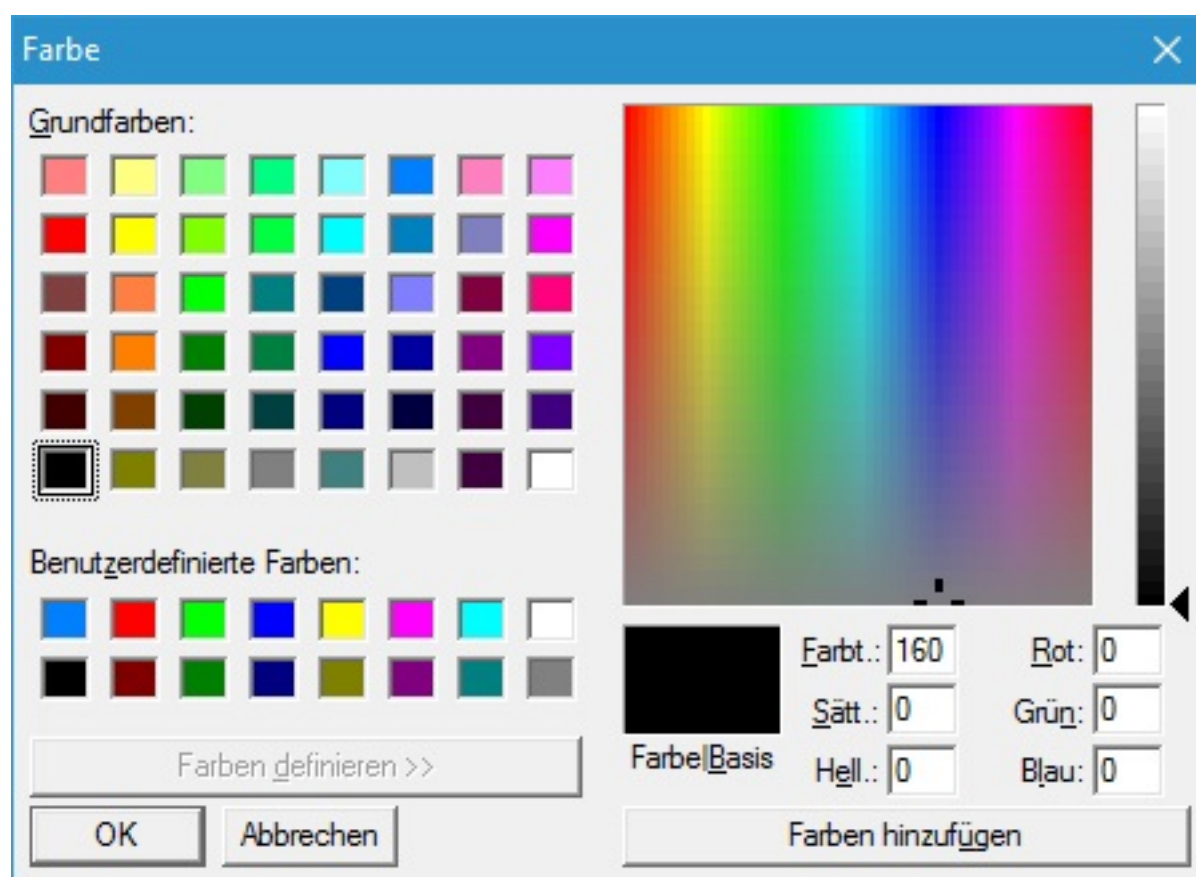 Farbe
Grundfarben:
Benutzerdefinierte Farben:
Farben definieren >>
OK
Abbrechen
Farbe|Basis
Farbt.: 160
Sätt.: 0
Hell.: 0
Rot: 0
Grün: 0
Blau: 0
Farben hinzufügen